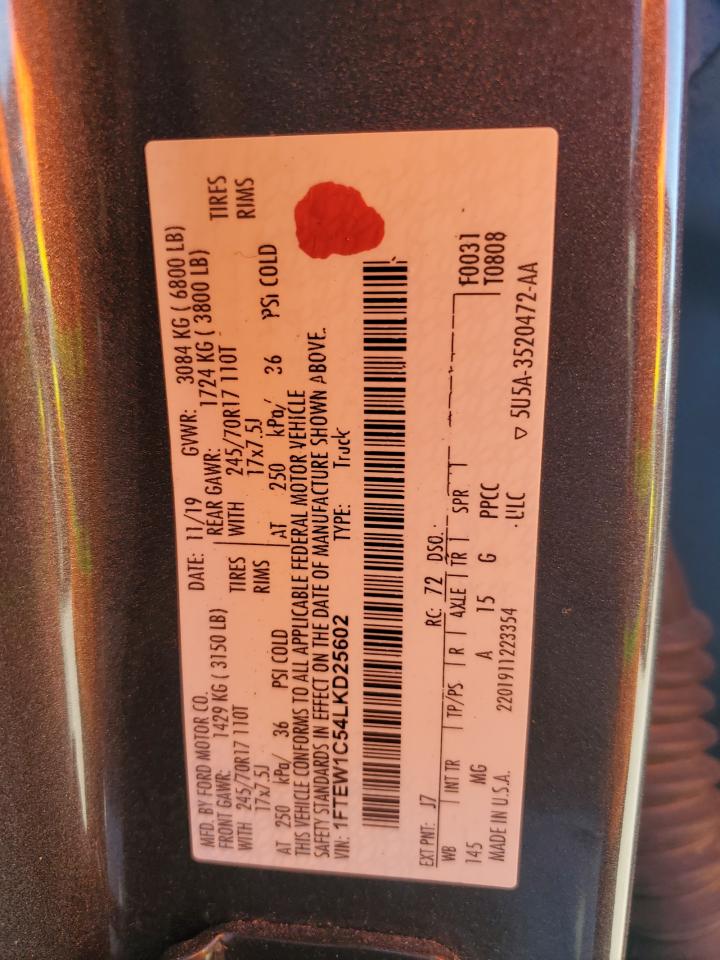 MFD. BY FORD MOTOR CO. DATE: 11/19 GVWR: 3084 KG ( 6800 LB)
FRONT GAWR: 1429 KG ( 3150 LB) REAR GAWR: 1724 KG ( 3800 LB)
WITH 245/70R17 110T TIRES WITH 245/70R17 110T TIRES
17x7.5J RIMS 17x7.5J RIMS
AT 250 kPa/ 36 PSI COLD AT 250 kPa/ 36 PSI COLD
THIS VEHICLE CONFORMS TO ALL APPLICABLE FEDERAL MOTOR VEHICLE
SAFETY STANDARDS IN EFFECT ON THE DATE OF MANUFACTURE SHOWN ABOVE.
VIN: 1FTEW1C54LKD25602 TYPE: Truck
EXT PNT: J7 RC: 72 DSO:
WB INT TR TP/PS R AXLE TR SPR F0031
145 MG A 15 G PPCC T0808
MADE IN U.S.A. 2201911223354 ULC 5U5A-3520472-AA